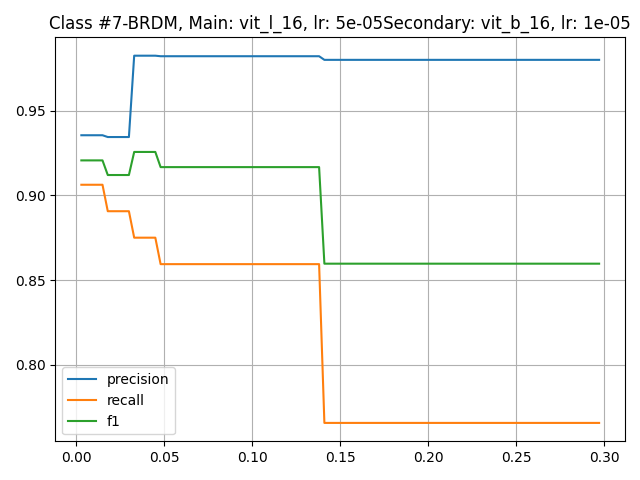 Class #7-BRDM, Main: vit_l_16, lr: 5e-05Secondary: vit_b_16, lr: 1e-05
0.95
0.90
0.85
0.80
precision
recall
f1
0.00 0.05 0.10 0.15 0.20 0.25 0.30